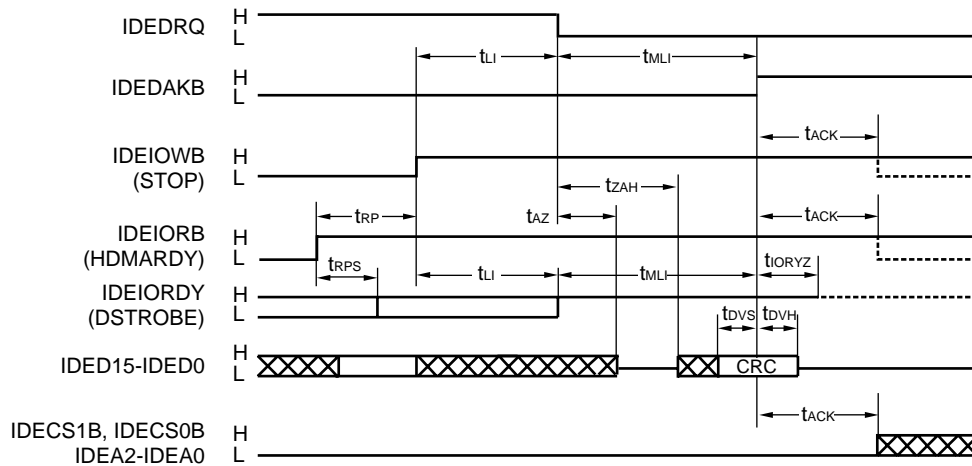 IDEDRQ H
L
tLI tMLI
IDEDAKB H
L
tACK
IDEIOWB H
(STOP) L
tZAH
tRP tAZ tACK
IDEIORB H
(HDMARDY) L
tRPS tLI tMLI tIORYZ
IDEIORDY H
(DSTROBE) L
tDVS tDVH
IDED15-IDED0 H
L
CRC
tACK
IDECS1B, IDECS0B H
IDEA2-IDEA0 L